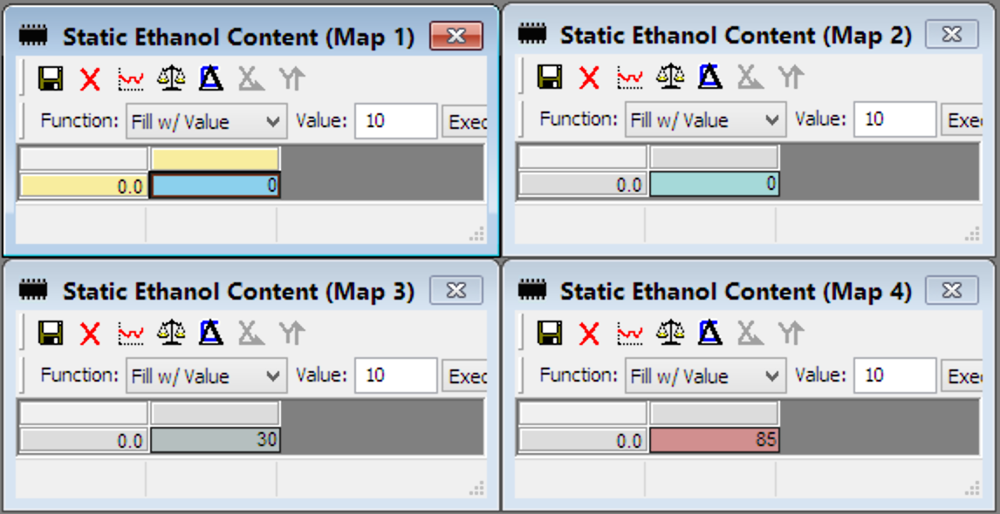 Static Ethanol Content (Map 1)
Function: Fill w/ Value Value: 10 Exec
0.0 0
Static Ethanol Content (Map 2)
Function: Fill w/ Value Value: 10 Exe
0.0 0
Static Ethanol Content (Map 3)
Function: Fill w/ Value Value: 10 Exec
0.0 30
Static Ethanol Content (Map 4)
Function: Fill w/ Value Value: 10 Exe
0.0 85